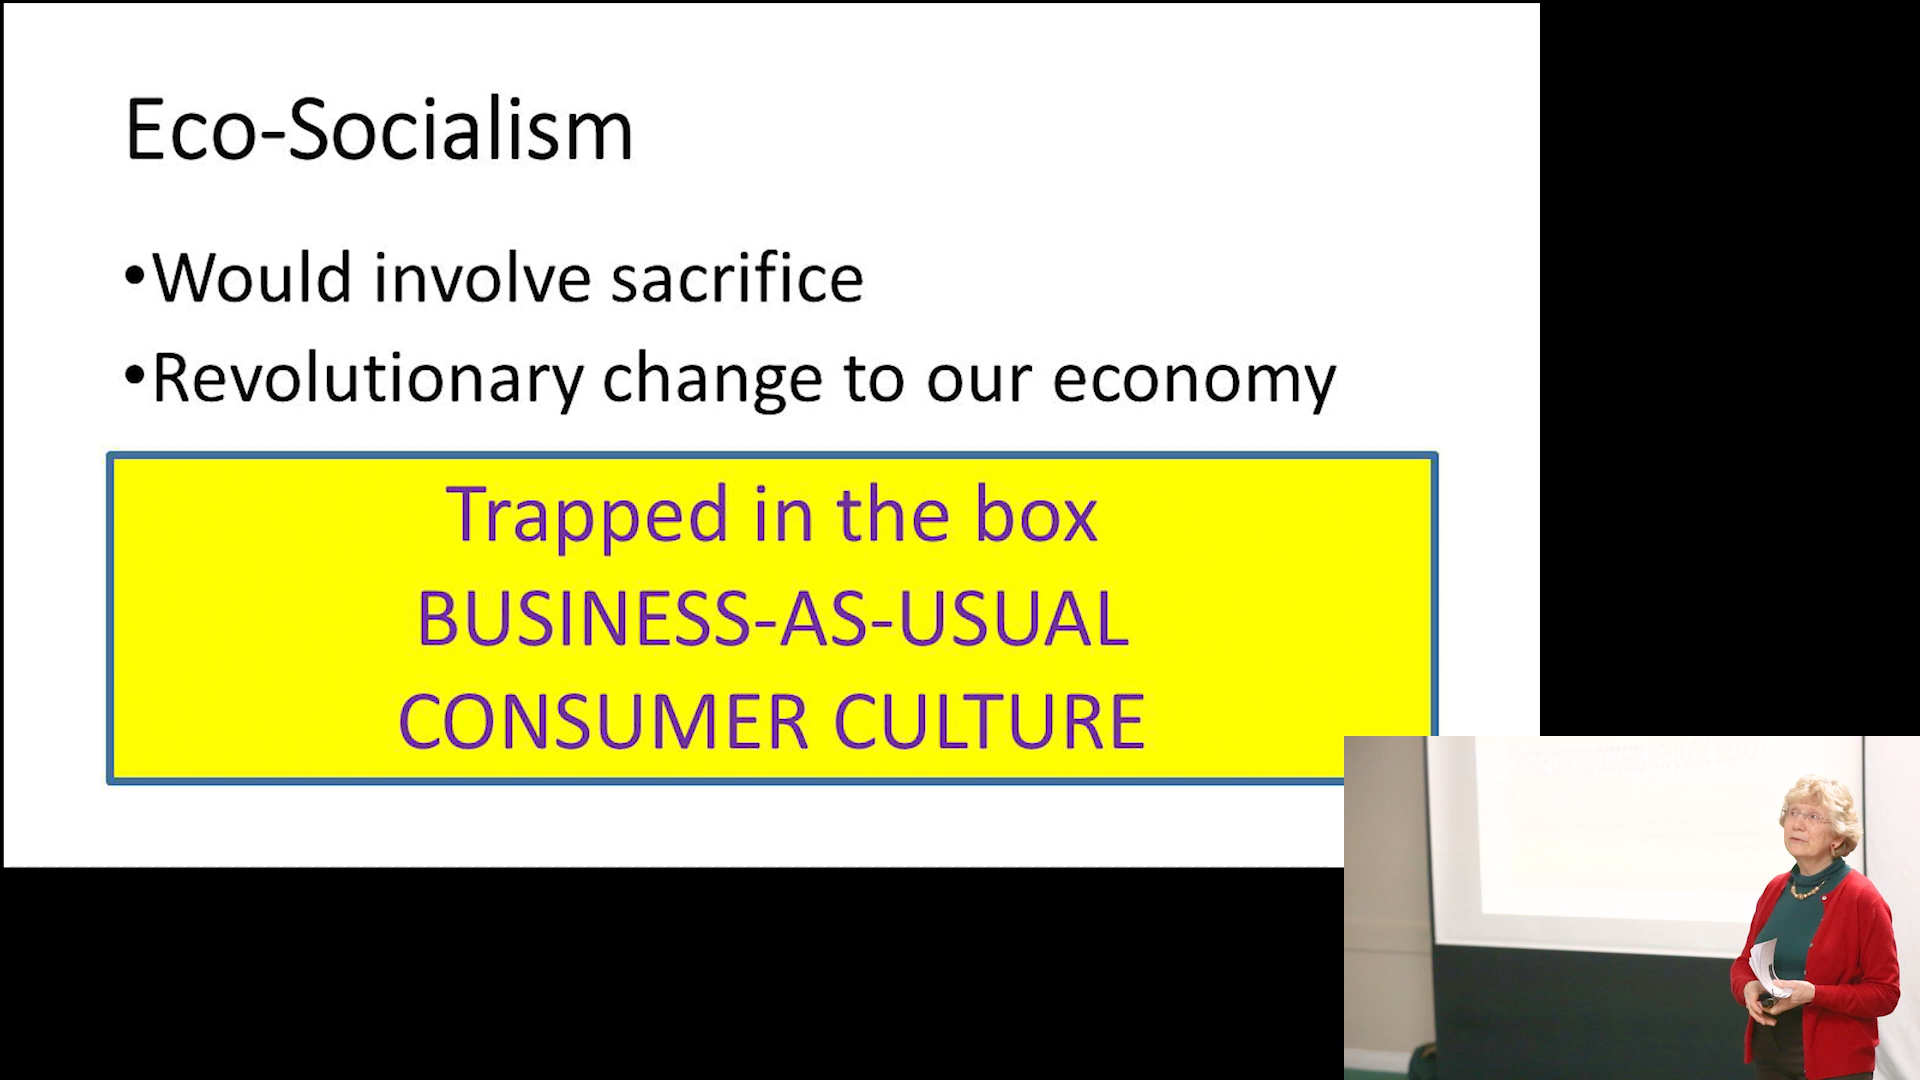 Eco-Socialism
•Would involve sacrifice
•Revolutionary change to our economy
Trapped in the box
BUSINESS-AS-USUAL
CONSUMER CULTURE